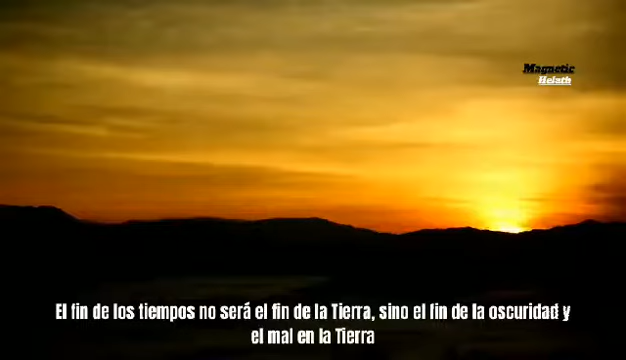 Magnetic
Helath
El fin de los tiempos no será el fin de la Tierra, sino el fin de la oscuridad y
el mal en la Tierra